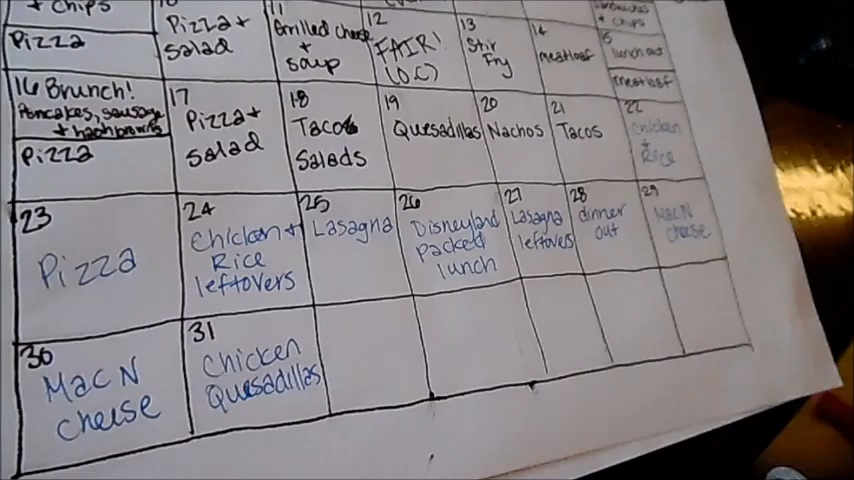 + chips
Pizza
Pizza +
Salad
11
Grilled cheese
+
soup
12
FAIR!
(O.C)
13
Stir
Fry
14
meatloaf
sandwiches
+ chips
15
lunch out
meatloaf
16 Brunch!
Pancakes, sausage
+ hashbrowns
Pizza
17
Pizza +
Salad
18
Taco
Salads
19
Quesadillas
20
Nachos
21
Tacos
22
Chicken
+
Rice
23
Pizza
24
Chicken +
Rice
leftovers
25
Lasagna
26
Disneyland
packed
lunch
27
Lasagna
leftovers
28
dinner
out
29
Mac N
cheese
30
Mac N
cheese
31
Chicken
Quesadillas